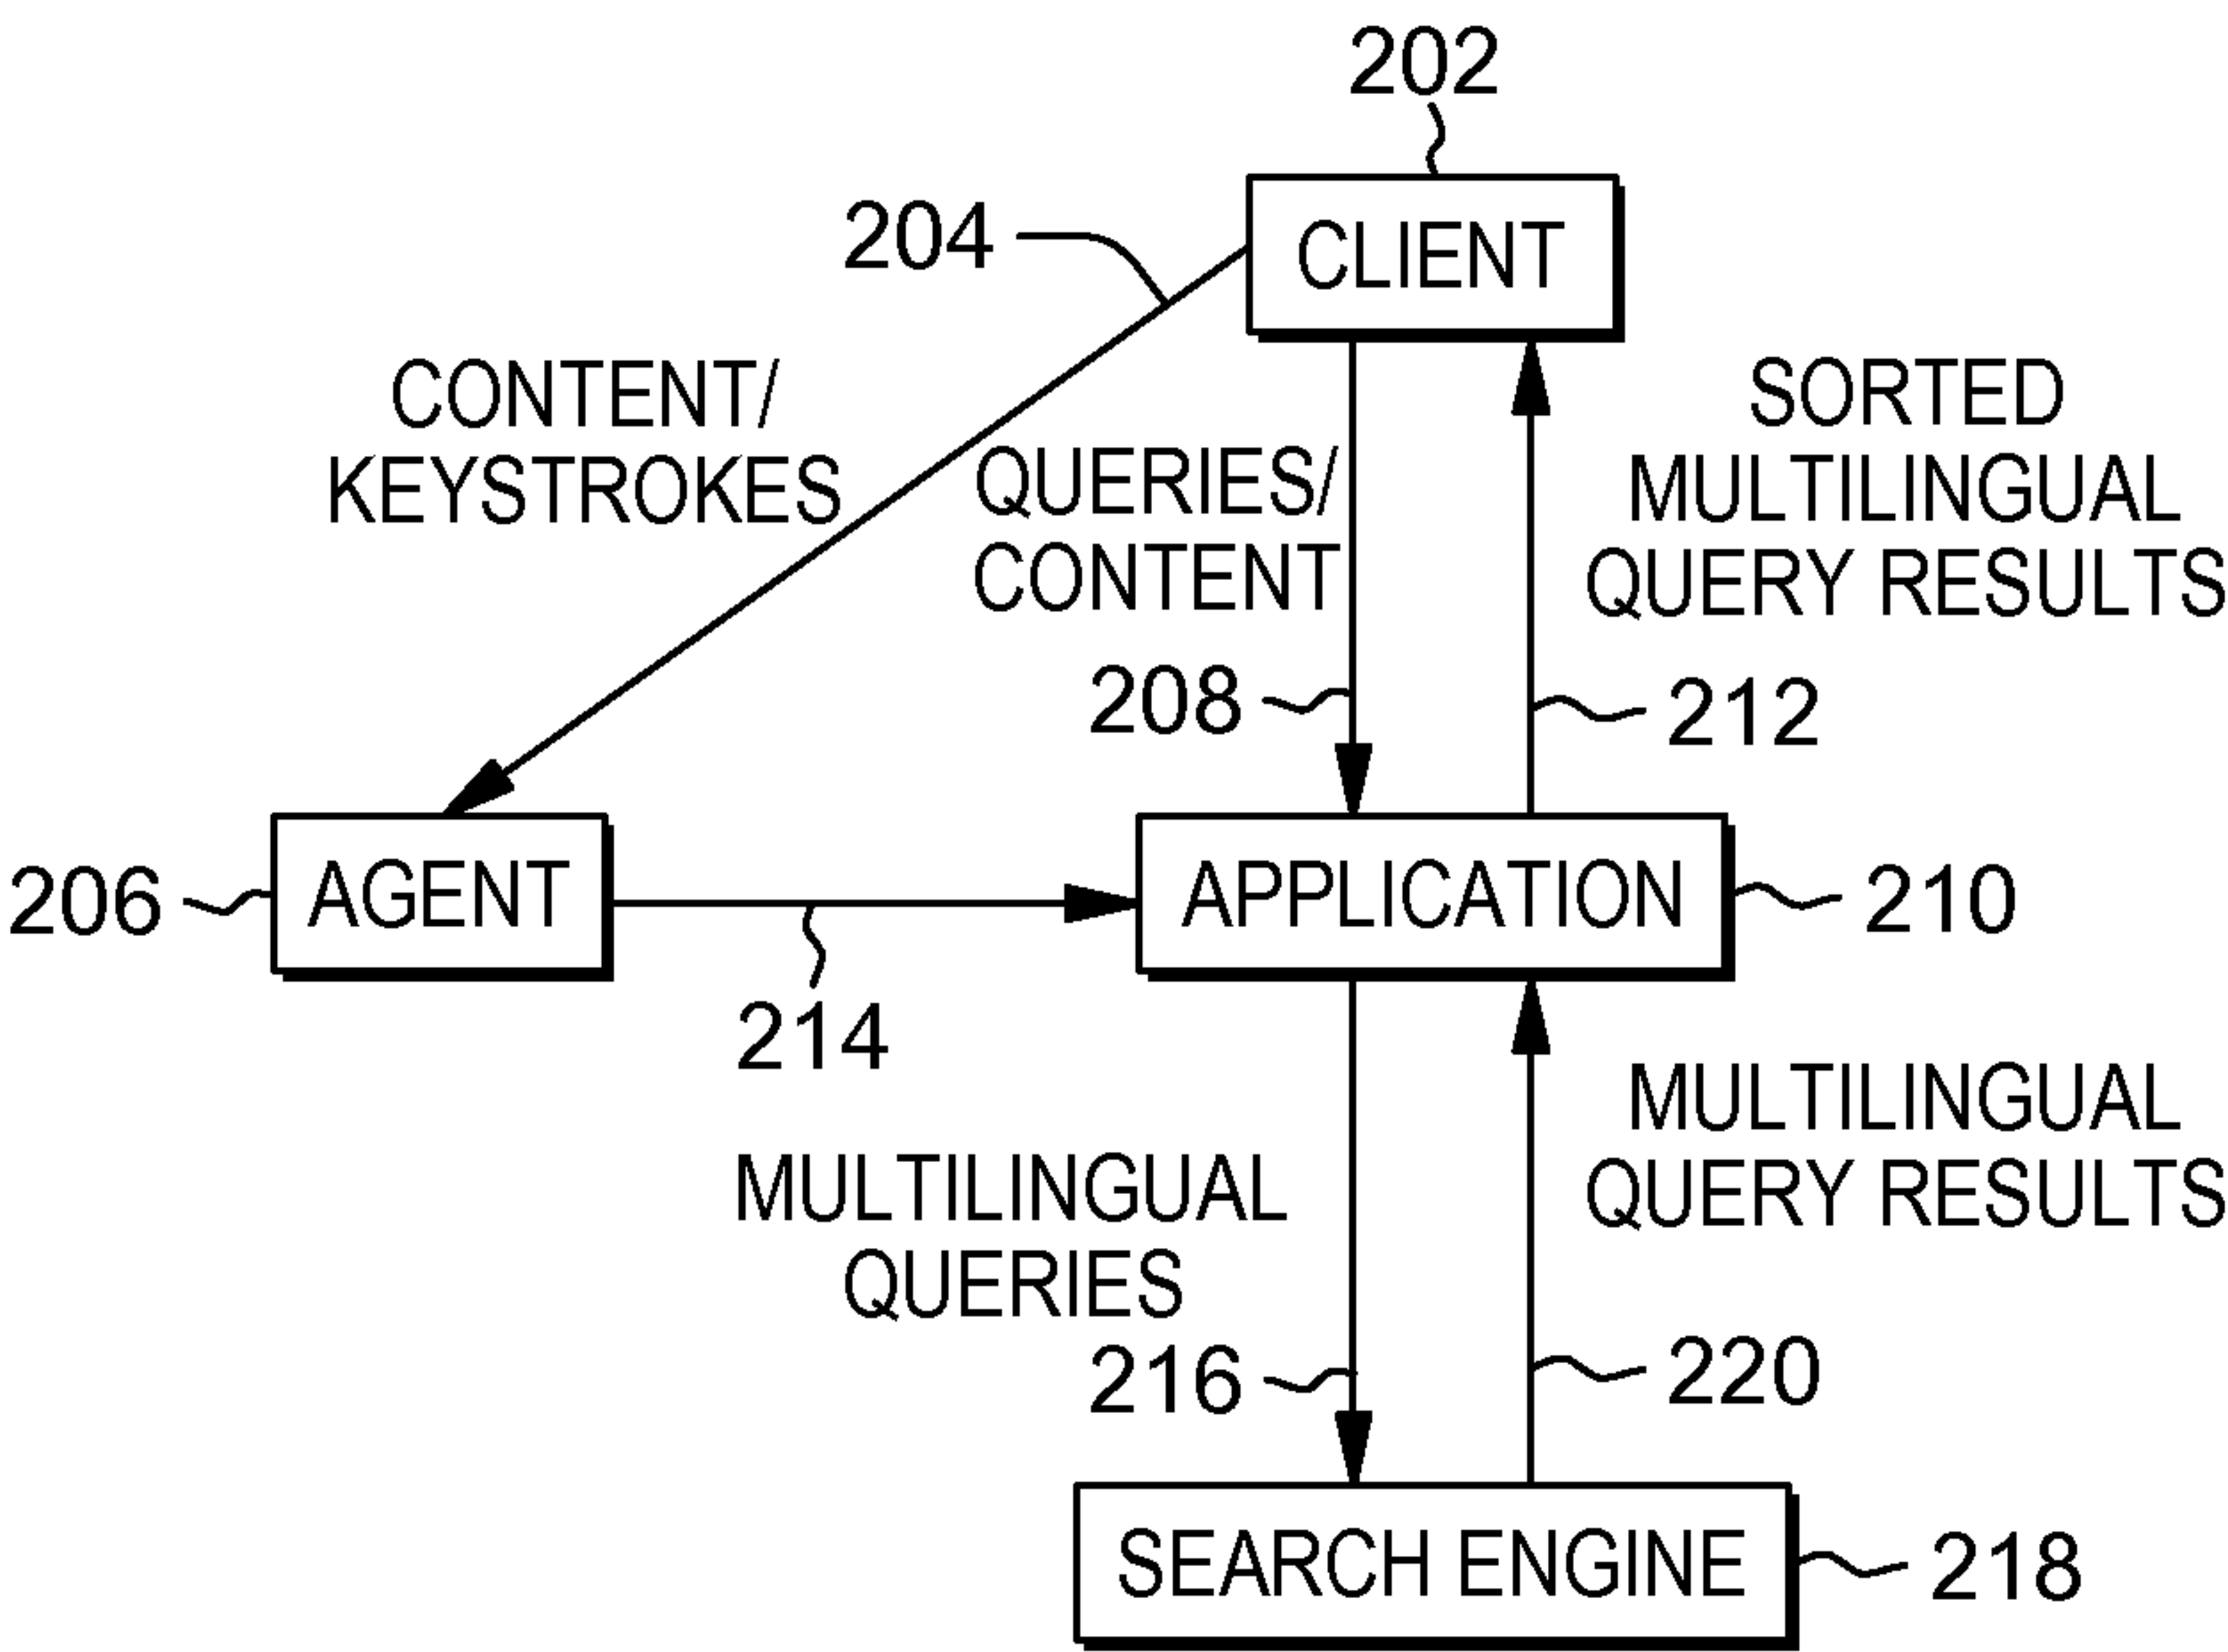 202
204
CLIENT
CONTENT/
KEYSTROKES
QUERIES/
CONTENT
SORTED
MULTILINGUAL
QUERY RESULTS
208
212
206
AGENT
APPLICATION
210
214
MULTILINGUAL
QUERIES
MULTILINGUAL
QUERY RESULTS
216
220
SEARCH ENGINE
218